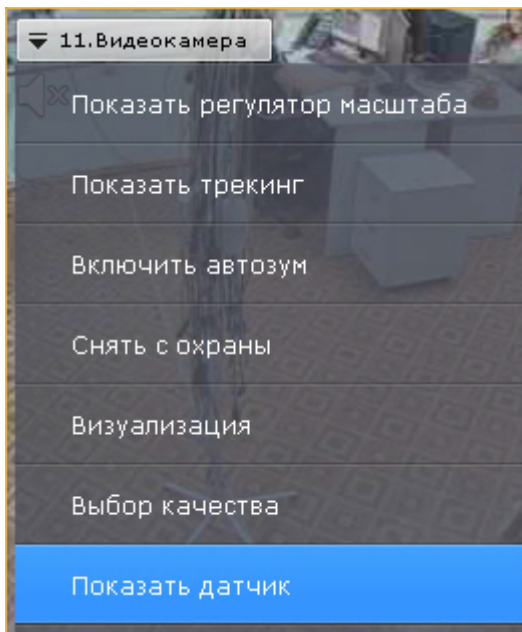 11.Видеокамера
Показать регулятор масштаба
Показать трекинг
Включить автозум
Снять с охраны
Визуализация
Выбор качества
Показать датчик